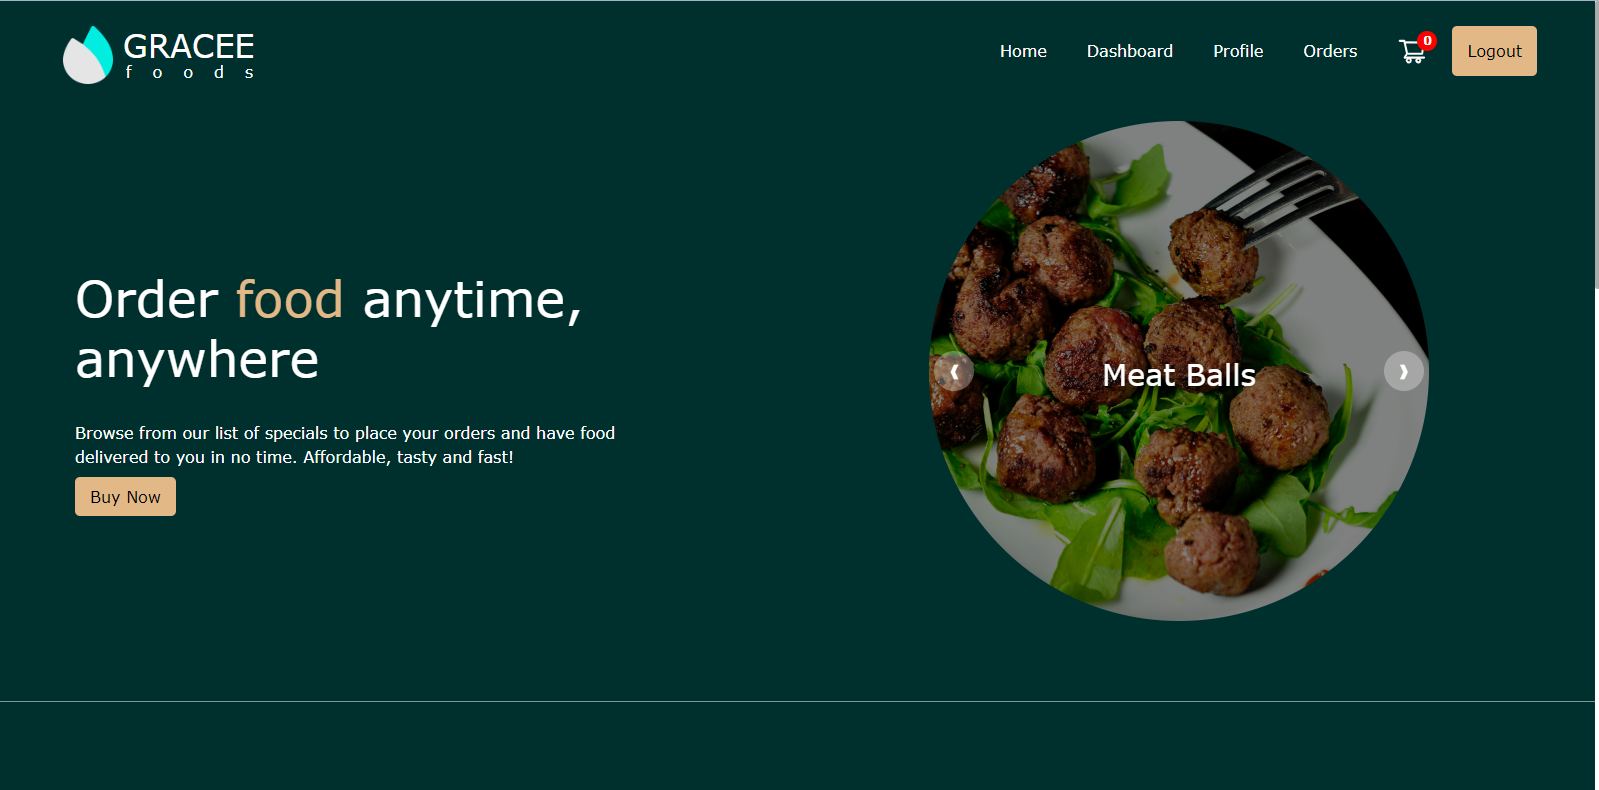 GRACEE
foods
Home Dashboard Profile Orders 0 Logout
Order food anytime,
anywhere
Browse from our list of specials to place your orders and have food
delivered to you in no time. Affordable, tasty and fast!
Buy Now
Meat Balls